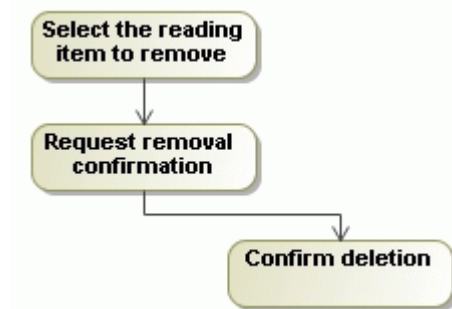 Select the reading
item to remove
Request removal
confirmation
Confirm deletion